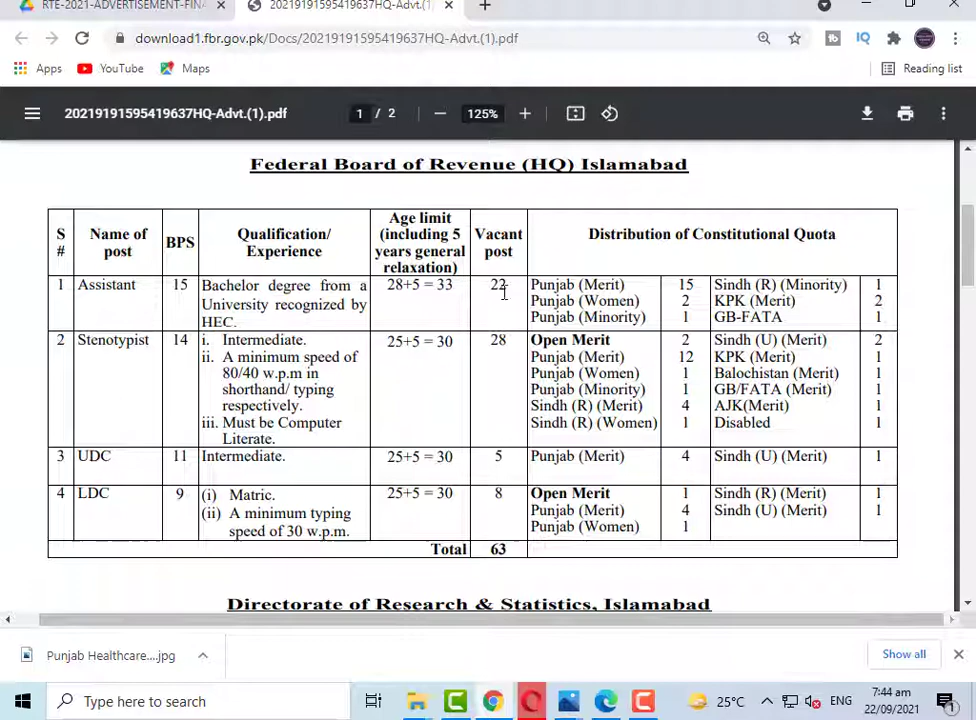 RTE-2021-ADVERTISEMENT-FIN
20219191595419637HQ-Advt.(1).
download1.fbr.gov.pk/Docs/20219191595419637HQ-Advt.(1).pdf
Apps YouTube Maps Reading list
20219191595419637HQ-Advt.(1).pdf 1 / 2 125%
Federal Board of Revenue (HQ) Islamabad
S # Name of post BPS Qualification/ Experience Age limit (including 5 years general relaxation) Vacant post Distribution of Constitutional Quota
1 Assistant 15 Bachelor degree from a 28+5 = 33 22 Punjab (Merit) 15 Sindh (R) (Minority) 1
University recognized by Punjab (Women) 2 KPK (Merit) 2
HEC. Punjab (Minority) 1 GB-FATA 1
2 Stenotypist 14 i. Intermediate. 25+5 = 30 28 Open Merit 2 Sindh (U) (Merit) 2
ii. A minimum speed of Punjab (Merit) 12 KPK (Merit) 1
80/40 w.p.m in Punjab (Women) 1 Balochistan (Merit) 1
shorthand/ typing Punjab (Minority) 1 GB/FATA (Merit) 1
respectively. Sindh (R) (Merit) 4 AJK(Merit) 1
iii. Must be Computer Sindh (R) (Women) 1 Disabled 1
Literate.
3 UDC 11 Intermediate. 25+5 = 30 5 Punjab (Merit) 4 Sindh (U) (Merit) 1
4 LDC 9 (i) Matric. 25+5 = 30 8 Open Merit 1 Sindh (R) (Merit) 1
(ii) A minimum typing Punjab (Merit) 4 Sindh (U) (Merit) 1
speed of 30 w.p.m. Punjab (Women) 1
Total 63
Directorate of Research & Statistics, Islamabad
Punjab Healthcare....jpg Show all
Type here to search 25°C ENG 7:44 am
22/09/2021